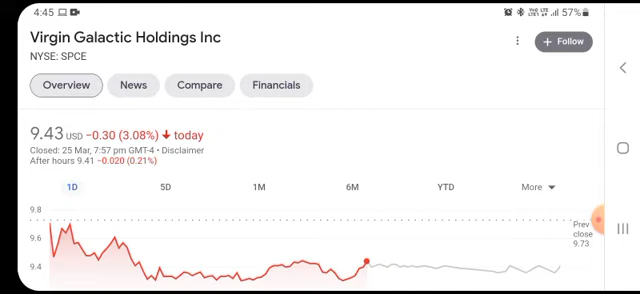 4:45 57%
Virgin Galactic Holdings Inc
NYSE: SPCE
+ Follow
Overview News Compare Financials
9.43 USD −0.30 (3.08%) today
Closed: 25 Mar, 7:57 pm GMT-4 • Disclaimer
After hours 9.41 −0.020 (0.21%)
1D 5D 1M 6M YTD More
9.8
9.6
9.4
Prev
close
9.73